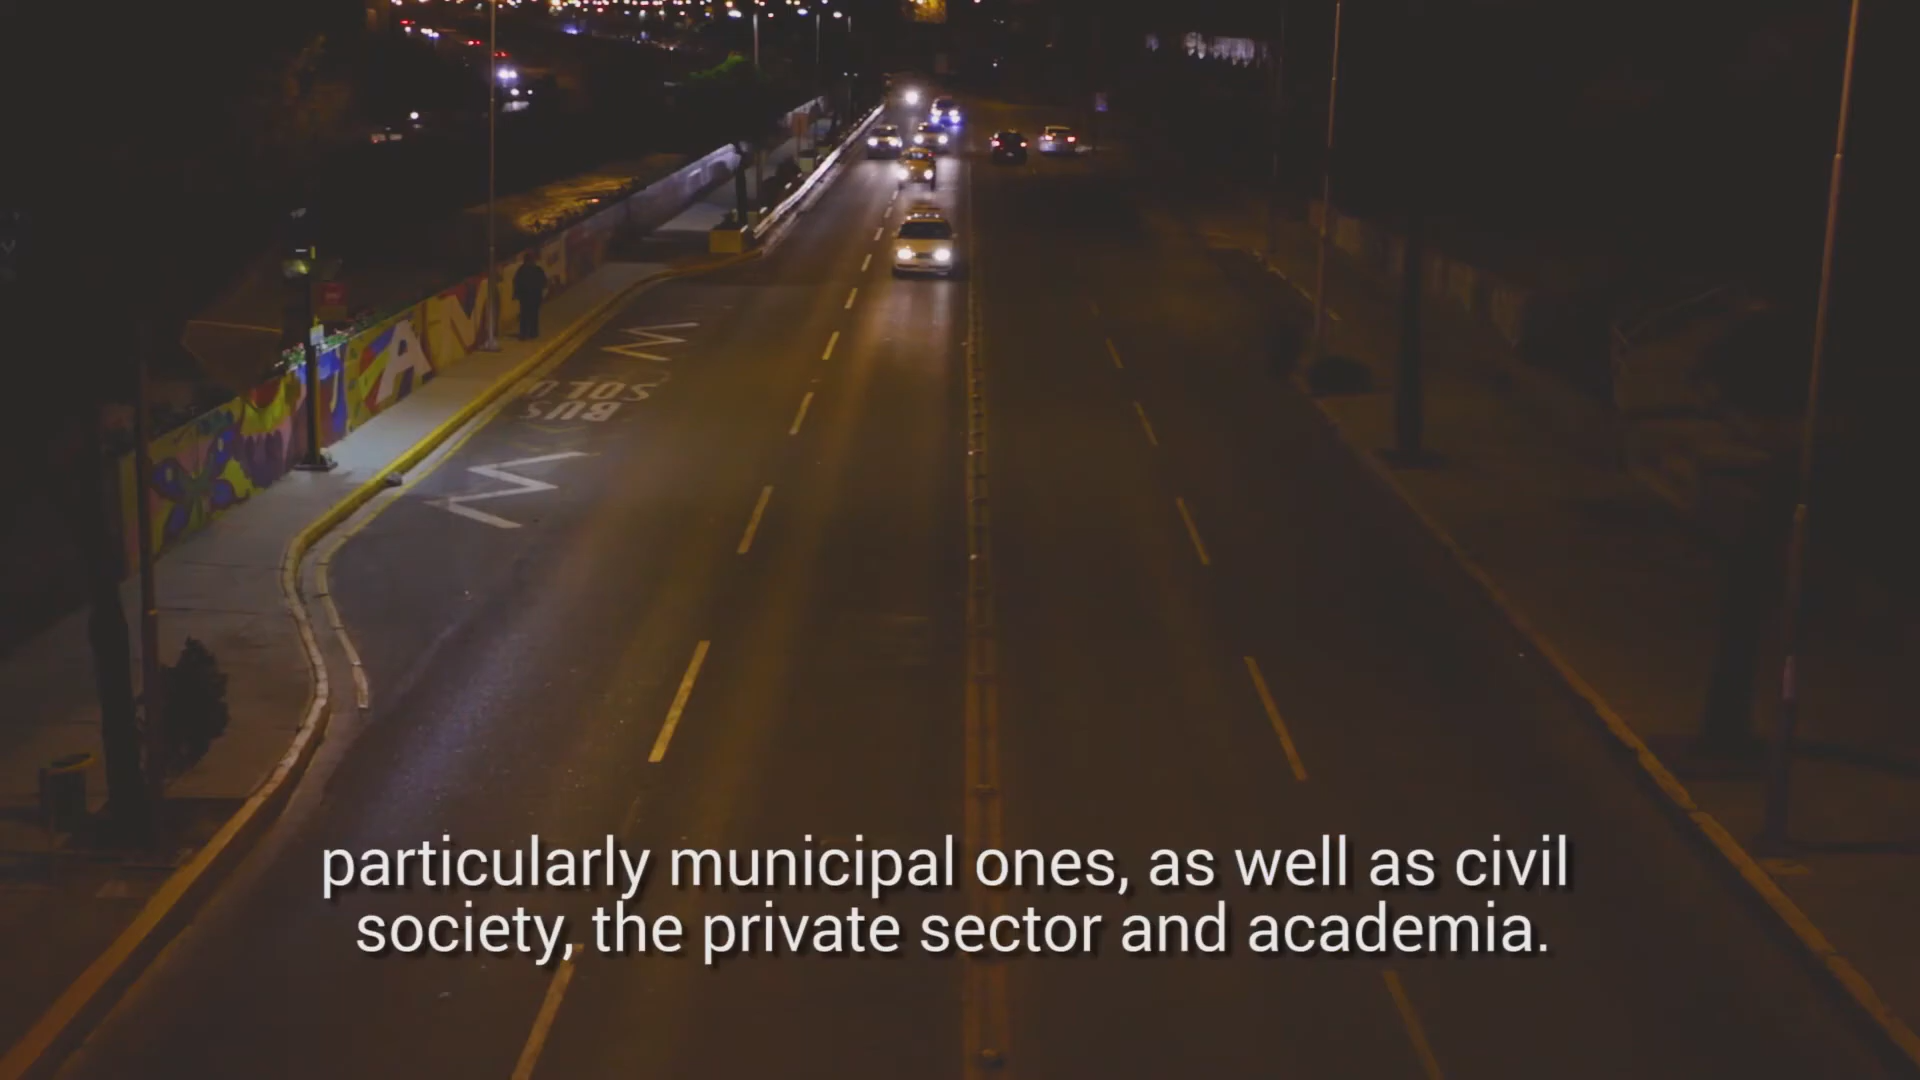 SOLO
BUS
particularly municipal ones, as well as civil
society, the private sector and academia.